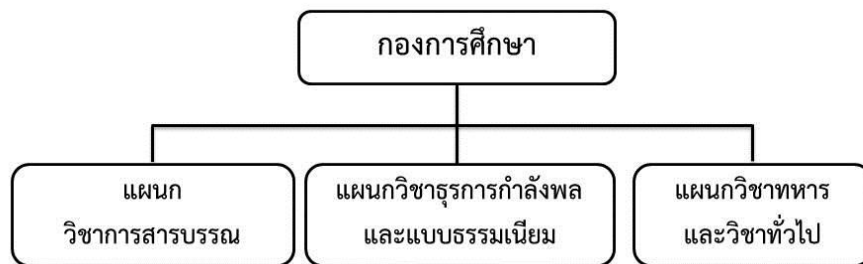 กองการศึกษา
แผนก
วิชาการสารบรรณ
แผนกวิชาธุรการกำลังพล
และแบบธรรมเนียม
แผนกวิชาทหาร
และวิชาทั่วไป